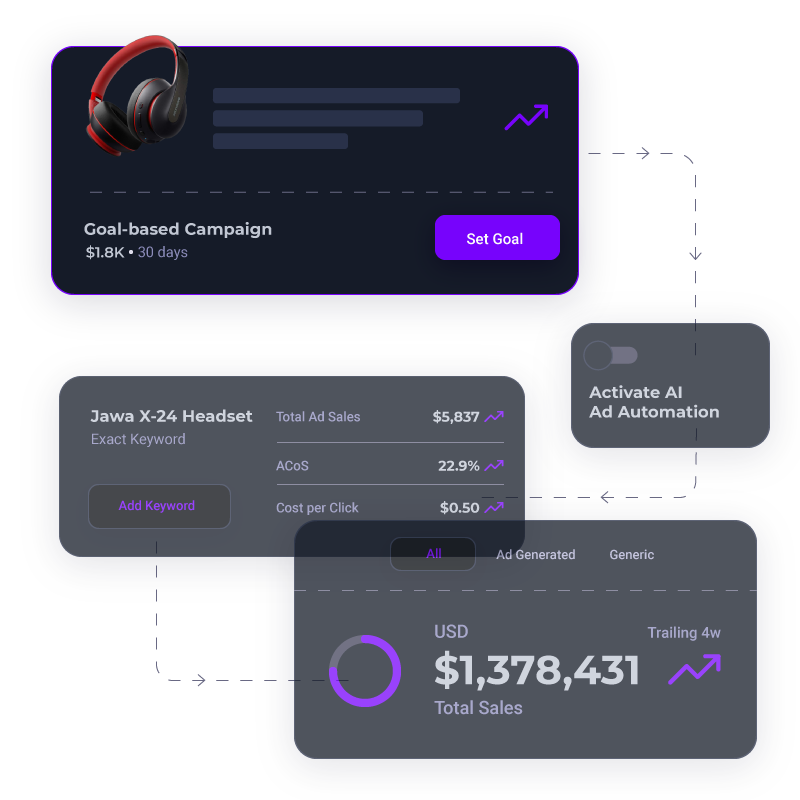 Goal-based Campaign
$1.8K • 30 days
Set Goal
Activate AI
Ad Automation
Jawa X-24 Headset
Exact Keyword
Add Keyword
Total Ad Sales $5,837
ACoS 22.9%
Cost per Click $0.50
All Ad Generated Generic
USD Trailing 4w
$1,378,431
Total Sales